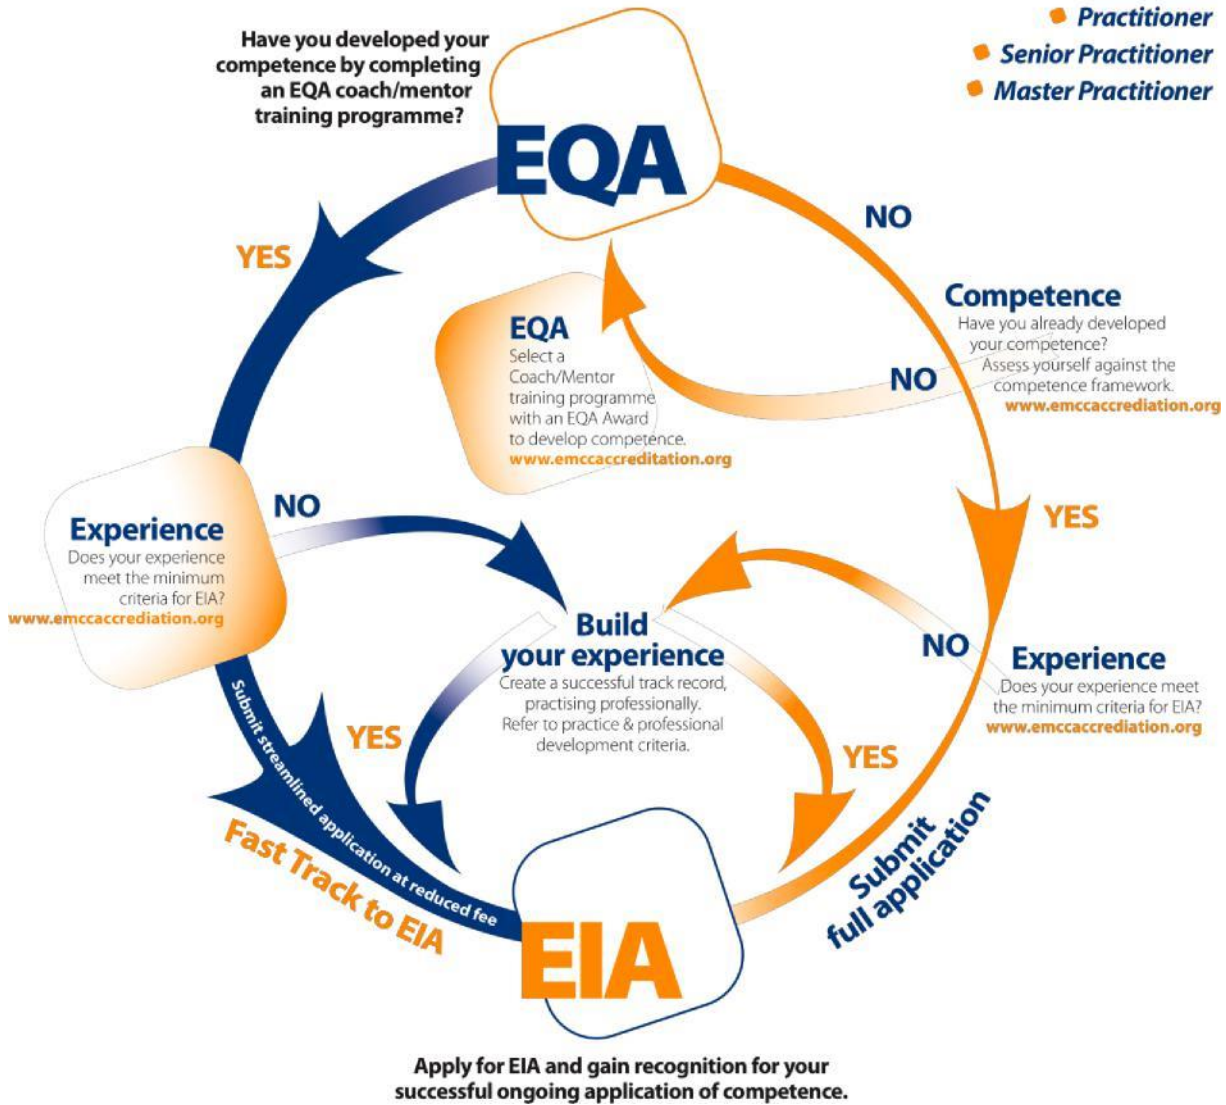 Have you developed your
competence by completing
an EQA coach/mentor
training programme?
Practitioner
Senior Practitioner
Master Practitioner
EQA
YES
NO
Competence
Have you already developed
your competence?
Assess yourself against the
competence framework.
www.emccaccrediation.org
NO
EQA
Select a
Coach/Mentor
training programme
with an EQA Award
to develop competence.
www.emccaccreditation.org
YES
Experience
Does your experience
meet the minimum
criteria for EIA?
www.emccaccrediation.org
NO
Build
your experience
Create a successful track record,
practising professionally.
Refer to practice & professional
development criteria.
NO
Experience
Does your experience meet
the minimum criteria for EIA?
www.emccaccrediation.org
YES
YES
Submit streamlined application at reduced fee
Fast Track to EIA
Submit
full application
EIA
Apply for EIA and gain recognition for your
successful ongoing application of competence.